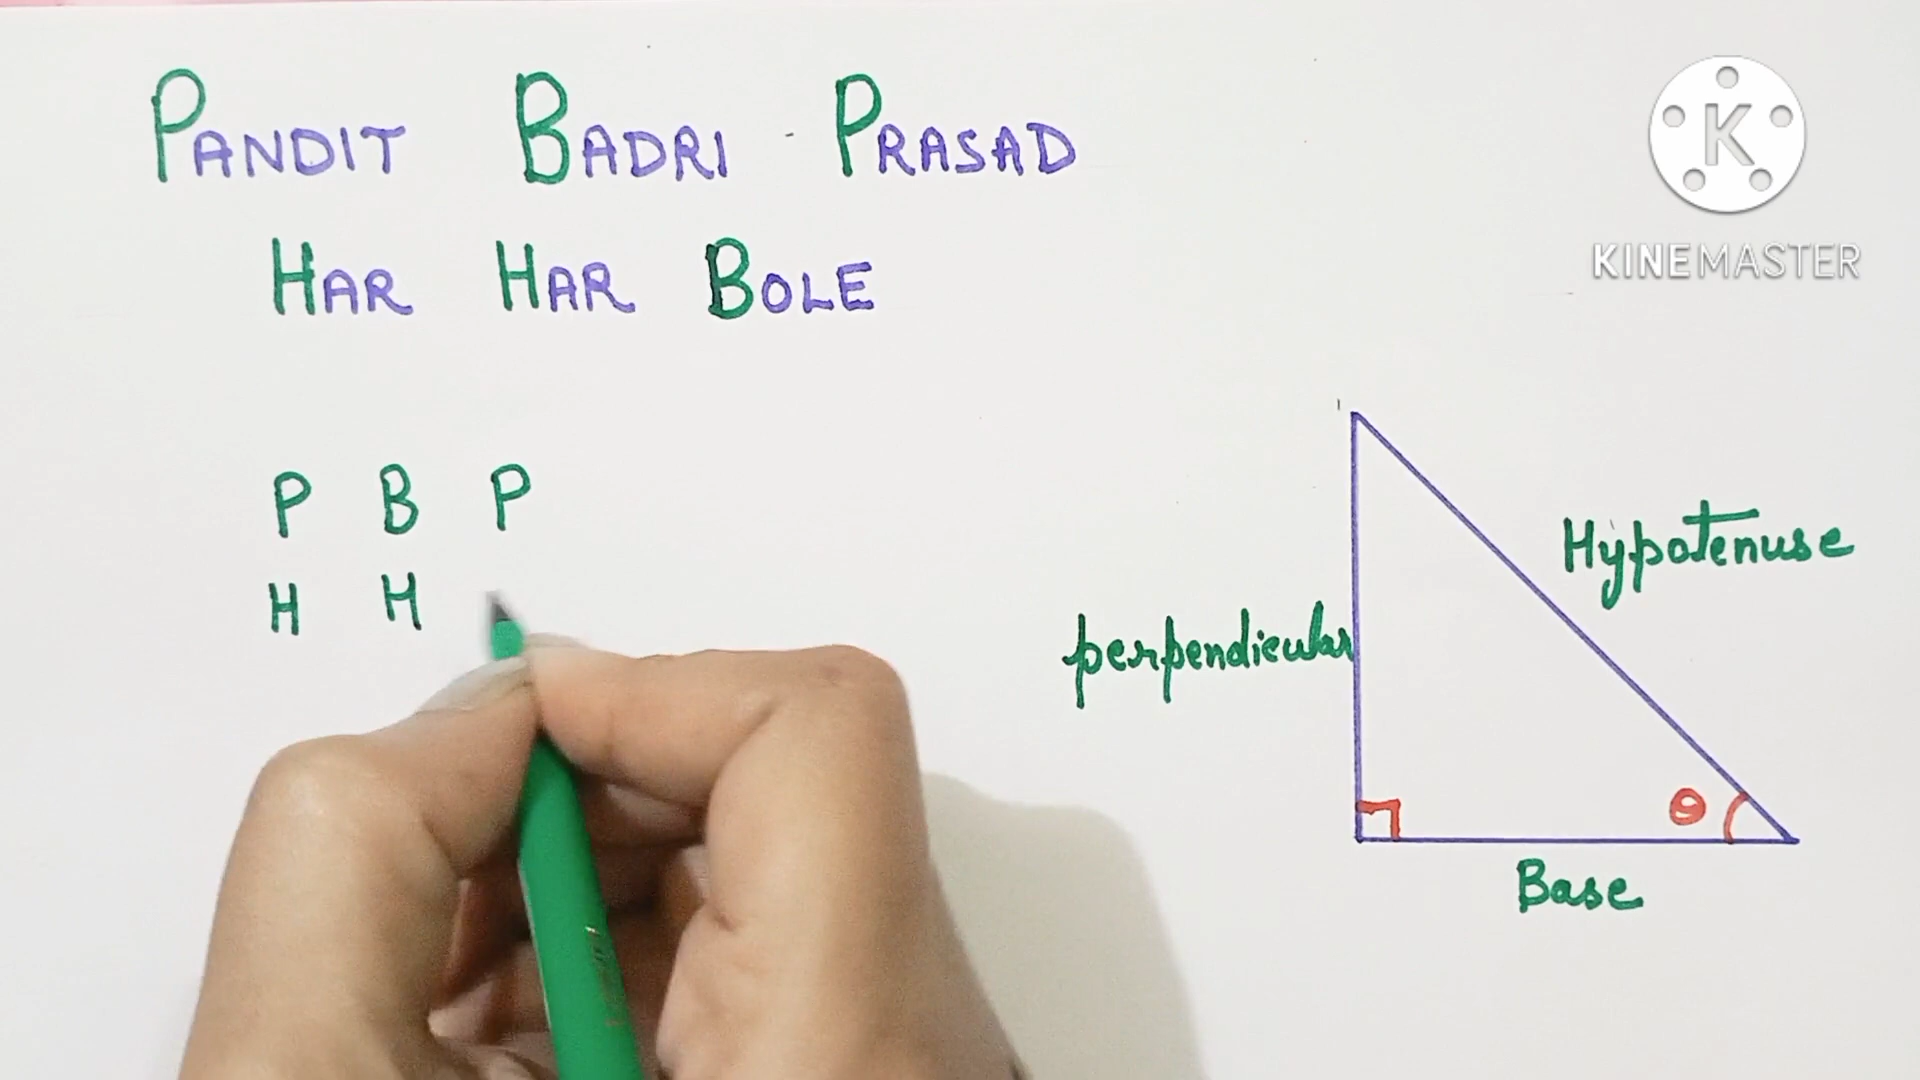 PANDIT BADRI PRASAD
HAR HAR BOLE
K
KINEMASTER
P B P
H H
Hypotenuse
perpendicular
θ
Base